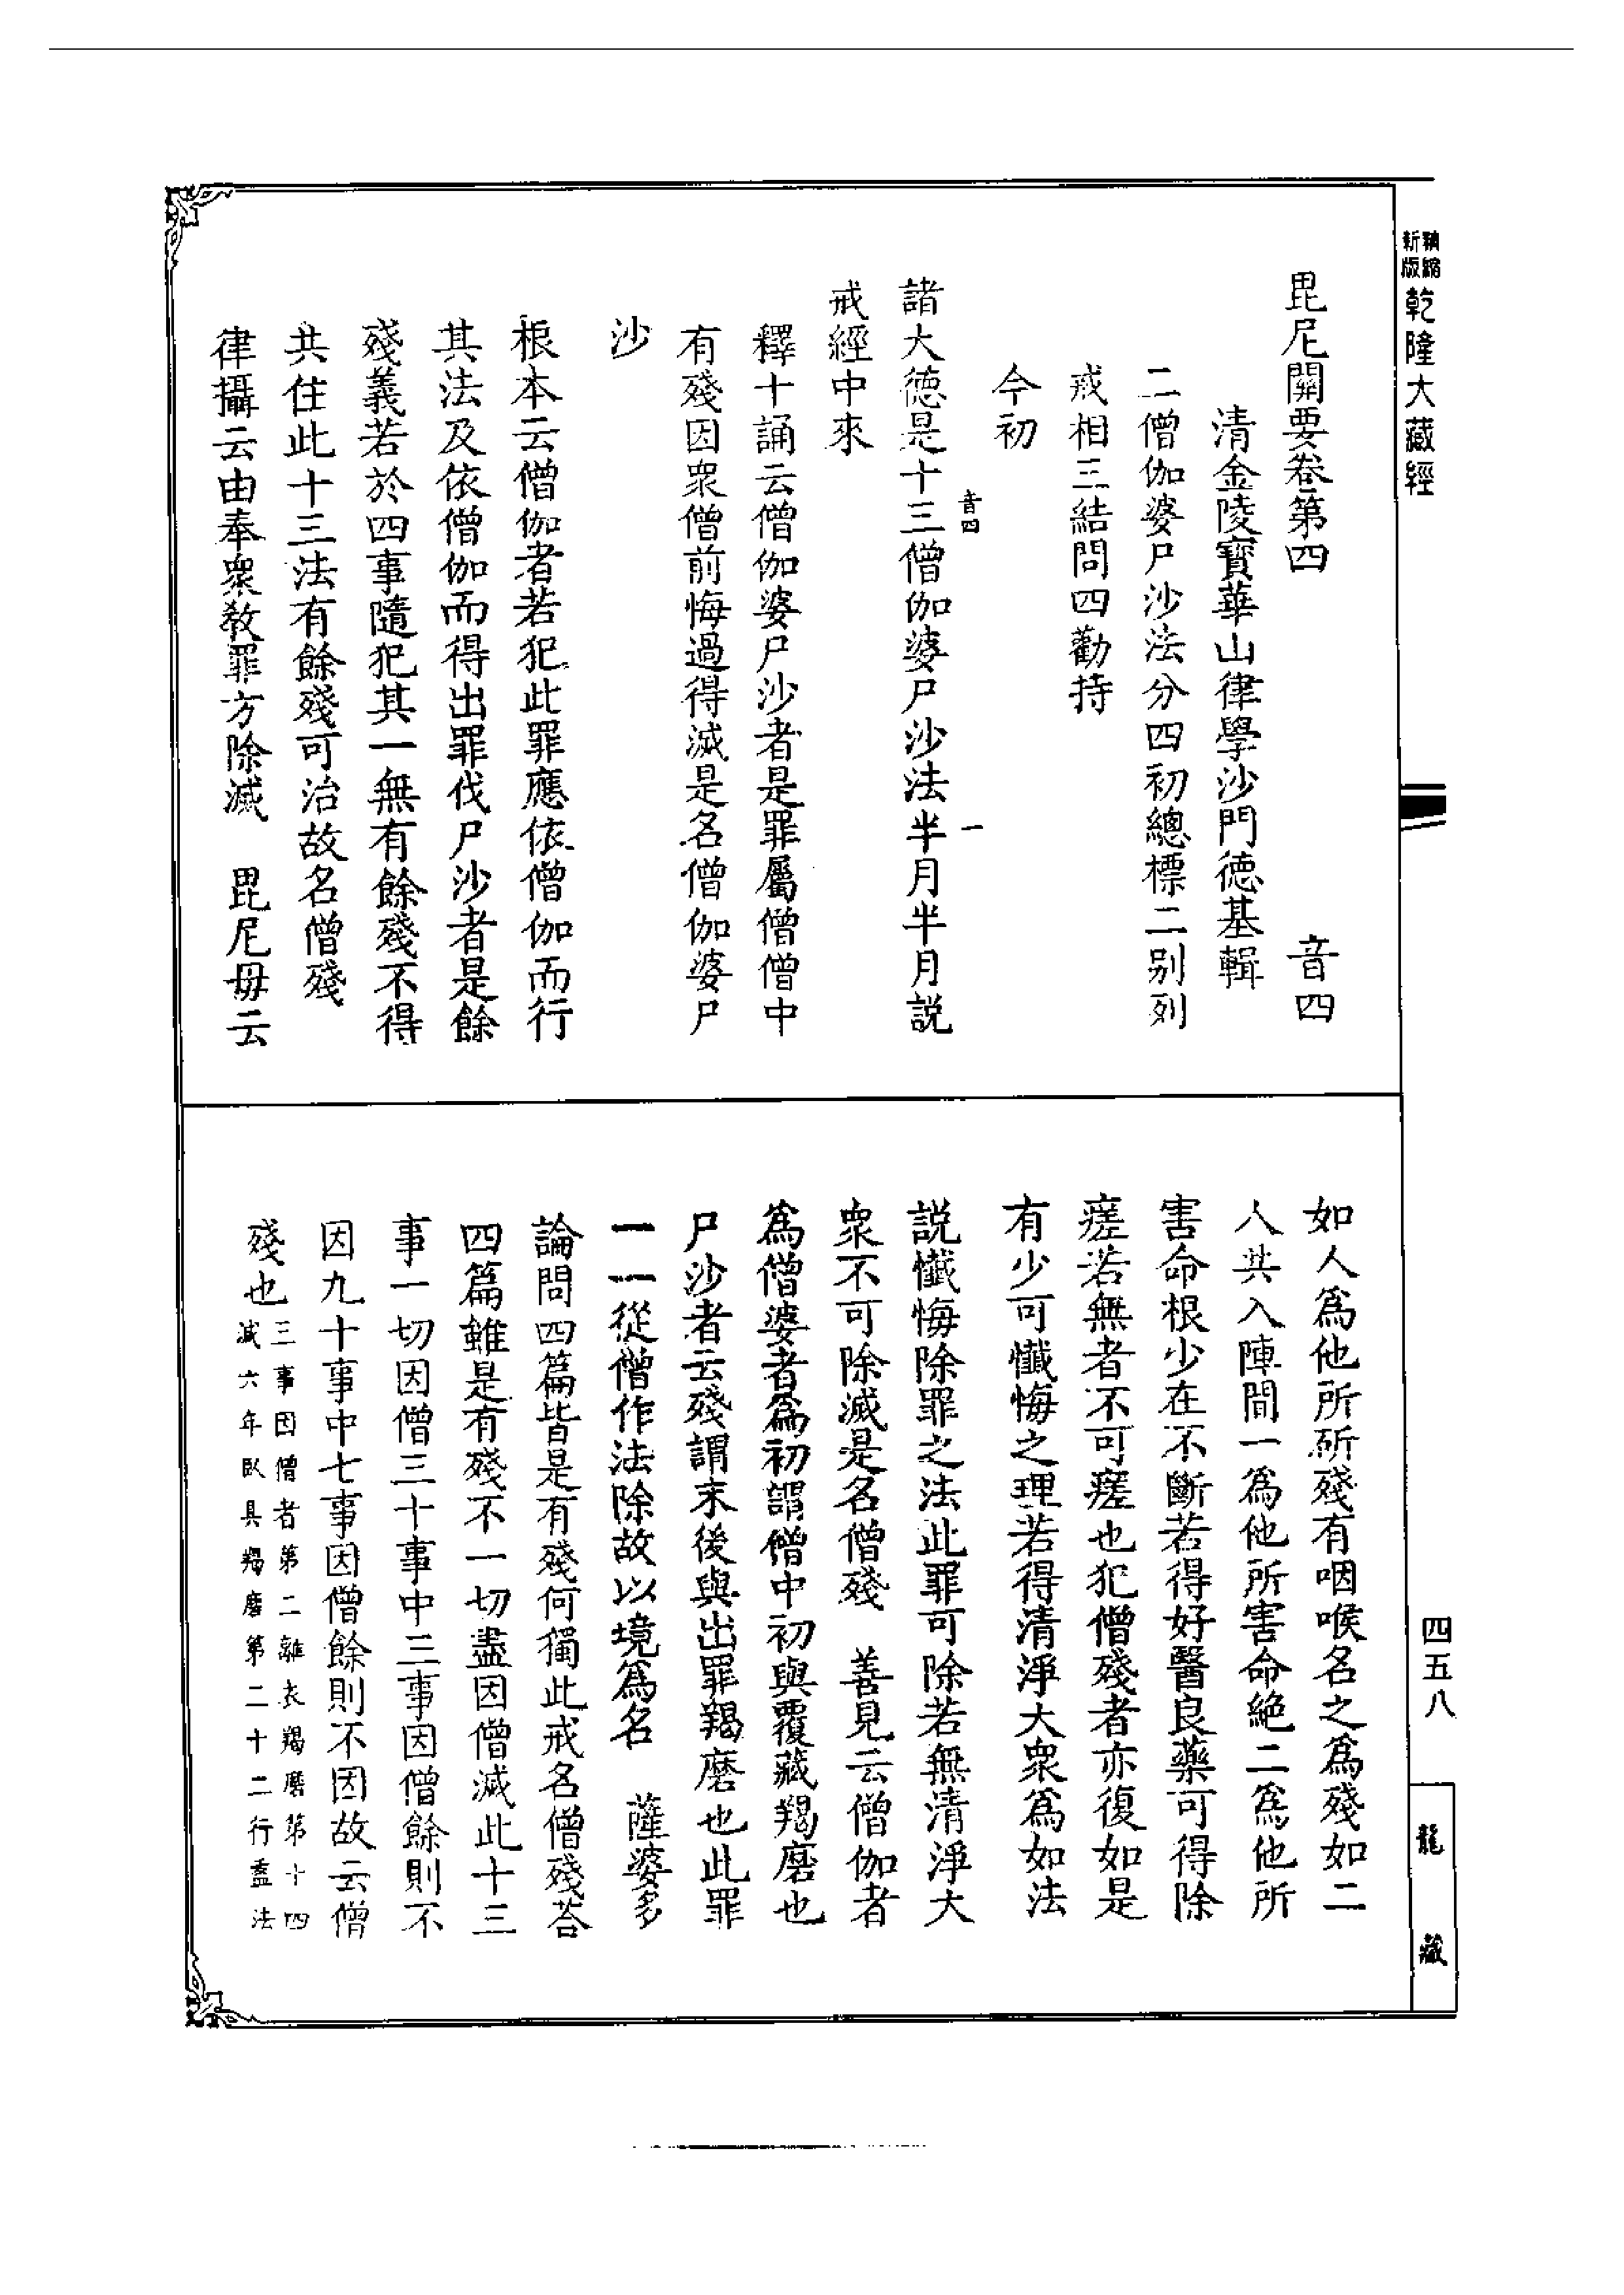 精縮
新版
乾隆大藏經
毘尼關要卷第四　音四
清金陵寶華山律學沙門德基輯
二僧伽婆尸沙法分四初總標二別列
戒相三結問四勸持
今初
音四　一
諸大德是十三僧伽婆尸沙法半月半月説
戒經中來
釋十誦云僧伽婆尸沙者是罪屬僧僧中
有殘因衆僧前悔過得滅是名僧伽婆尸
沙
根本云僧伽者若犯此罪應依僧伽而行
其法及依僧伽而得出罪伐尸沙者是餘
殘義若於四事隨犯其一無有餘殘不得
共住此十三法有餘殘可治故名僧殘
律攝云由奉衆敎罪方除滅　毘尼毋云
如人爲他所斫殘有咽喉名之爲殘如二
人共入陣間一爲他所害命絶二爲他所
害命根少在不斷若得好醫良藥可得除
瘥若無者不可瘥也犯僧殘者亦復如是
有少可懺悔之理若得清淨大衆爲如法
説懺悔除罪之法此罪可除若無清淨大
衆不可除滅是名僧殘　善見云僧伽者
爲僧婆者爲初謂僧中初與覆藏羯磨也
尸沙者云殘謂末後與出罪羯磨也此罪
一一從僧作法除故以境爲名　薩婆多
論問四篇皆是有殘何獨此戒名僧殘荅
四篇雖是有殘不一切盡因僧滅此十三
事一切因僧三十事中三事因僧餘則不
因九十事中七事因僧餘則不因故云僧
殘也三事因僧者第二離衣羯磨第十四
減六年臥具羯磨第二十二行盋法
四五八
龍藏